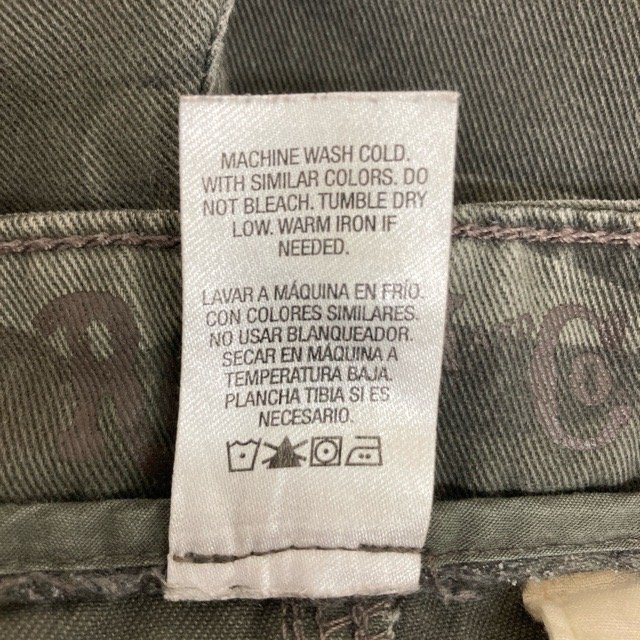 MACHINE WASH COLD.
WITH SIMILAR COLORS. DO
NOT BLEACH. TUMBLE DRY
LOW. WARM IRON IF
NEEDED.
LAVAR A MÁQUINA EN FRÍO.
CON COLORES SIMILARES.
NO USAR BLANQUEADOR.
SECAR EN MÁQUINA A
TEMPERATURA BAJA.
PLANCHA TIBIA SI ES
NECESARIO.